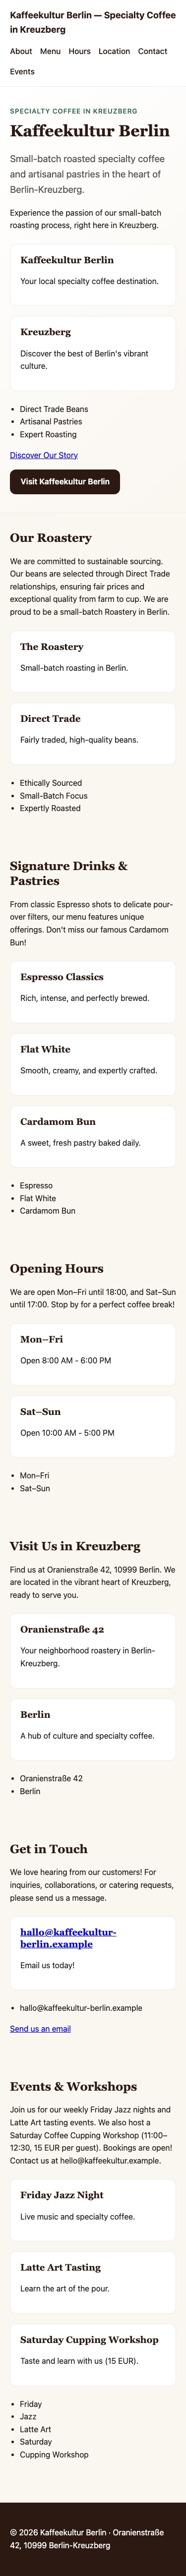 Kaffeekultur Berlin — Specialty Coffee
in Kreuzberg
About Menu Hours Location Contact
Events
SPECIALTY COFFEE IN KREUZBERG
Kaffeekultur Berlin
Small-batch roasted specialty coffee
and artisanal pastries in the heart of
Berlin-Kreuzberg.
Experience the passion of our small-batch
roasting process, right here in Kreuzberg.
Kaffeekultur Berlin
Your local specialty coffee destination.
Kreuzberg
Discover the best of Berlin's vibrant
culture.
• Direct Trade Beans
• Artisanal Pastries
• Expert Roasting
Discover Our Story
Visit Kaffeekultur Berlin
Our Roastery
We are committed to sustainable sourcing.
Our beans are selected through Direct Trade
relationships, ensuring fair prices and
exceptional quality from farm to cup. We are
proud to be a small-batch Roastery in Berlin.
The Roastery
Small-batch roasting in Berlin.
Direct Trade
Fairly traded, high-quality beans.
• Ethically Sourced
• Small-Batch Focus
• Expertly Roasted
Signature Drinks &
Pastries
From classic Espresso shots to delicate pour-
over filters, our menu features unique
offerings. Don't miss our famous Cardamom
Bun!
Espresso Classics
Rich, intense, and perfectly brewed.
Flat White
Smooth, creamy, and expertly crafted.
Cardamom Bun
A sweet, fresh pastry baked daily.
• Espresso
• Flat White
• Cardamom Bun
Opening Hours
We are open Mon–Fri until 18:00, and Sat–Sun
until 17:00. Stop by for a perfect coffee break!
Mon–Fri
Open 8:00 AM - 6:00 PM
Sat–Sun
Open 10:00 AM - 5:00 PM
• Mon–Fri
• Sat–Sun
Visit Us in Kreuzberg
Find us at Oranienstraße 42, 10999 Berlin. We
are located in the vibrant heart of Kreuzberg,
ready to serve you.
Oranienstraße 42
Your neighborhood roastery in Berlin-
Kreuzberg.
Berlin
A hub of culture and specialty coffee.
• Oranienstraße 42
• Berlin
Get in Touch
We love hearing from our customers! For
inquiries, collaborations, or catering requests,
please send us a message.
hallo@kaffeekultur-
berlin.example
Email us today!
• hallo@kaffeekultur-berlin.example
Send us an email
Events & Workshops
Join us for our weekly Friday Jazz nights and
Latte Art tasting events. We also host a
Saturday Coffee Cupping Workshop (11:00–
12:30, 15 EUR per guest). Bookings are open!
Contact us at hello@kaffeekultur.example.
Friday Jazz Night
Live music and specialty coffee.
Latte Art Tasting
Learn the art of the pour.
Saturday Cupping Workshop
Taste and learn with us (15 EUR).
• Friday
• Jazz
• Latte Art
• Saturday
• Cupping Workshop
© 2026 Kaffeekultur Berlin · Oranienstraße
42, 10999 Berlin-Kreuzberg